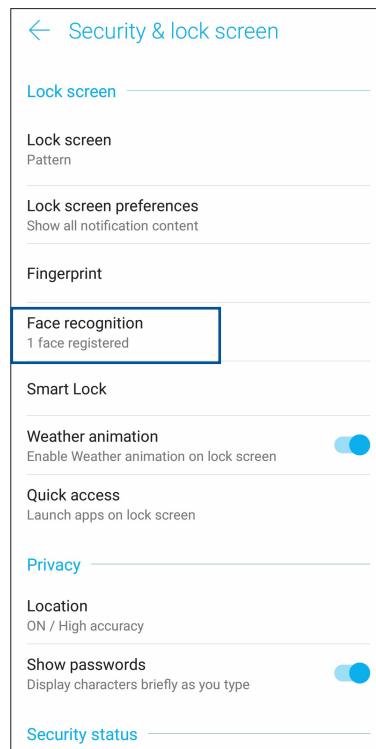 Security & lock screen
Lock screen
Lock screen
Pattern
Lock screen preferences
Show all notification content
Fingerprint
Face recognition
1 face registered
Smart Lock
Weather animation
Enable Weather animation on lock screen
Quick access
Launch apps on lock screen
Privacy
Location
ON / High accuracy
Show passwords
Display characters briefly as you type
Security status